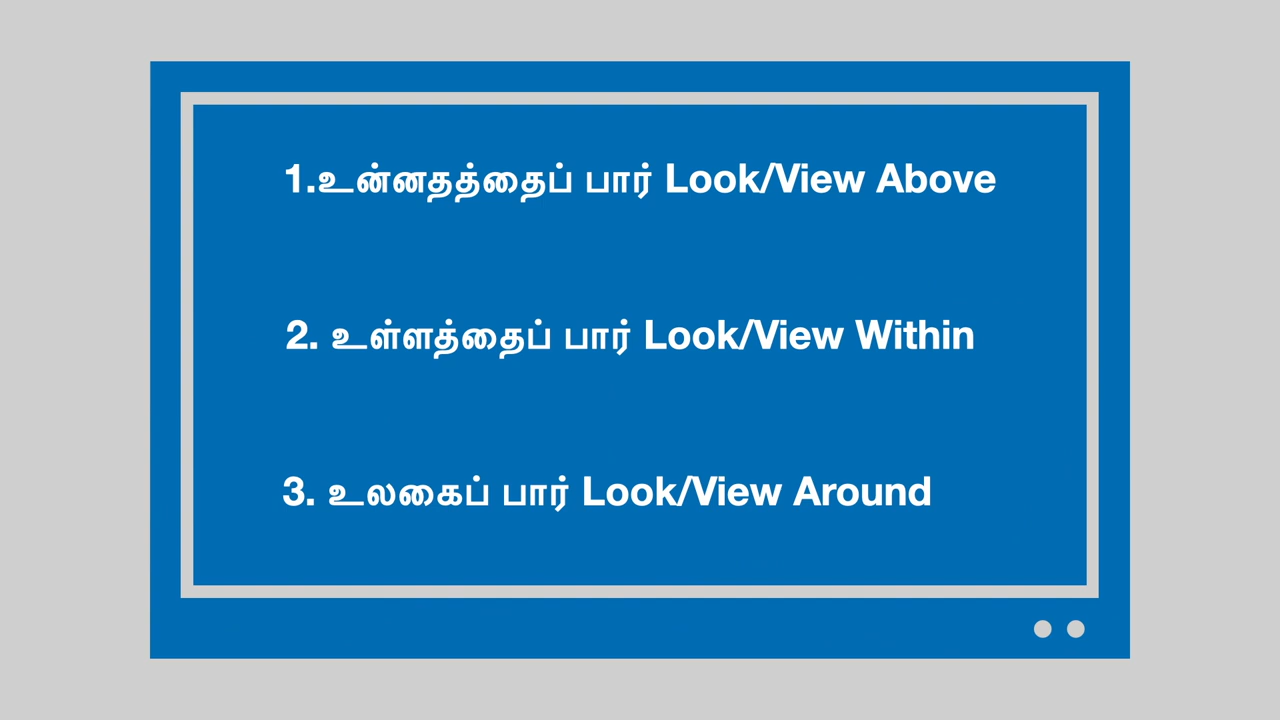 1.உன்னதத்தைப் பார் Look/View Above
2. உள்ளத்தைப் பார் Look/View Within
3. உலகைப் பார் Look/View Around